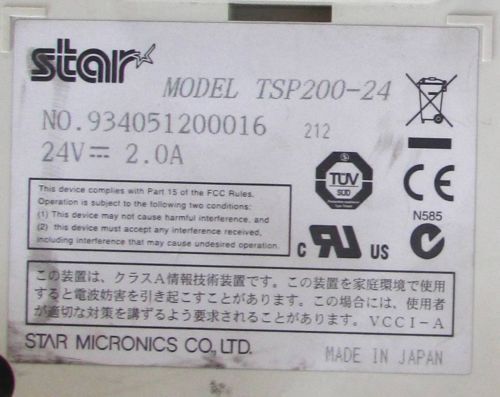 star
MODEL TSP200-24
NO.934051200016 212
24V⎓ 2.0A
This device complies with Part 15 of the FCC Rules.
Operation is subject to the following two conditions:
(1) This device may not cause harmful interference, and
(2) this device must accept any interference received,
including interference that may cause undesired operation.
TÜV
SÜD
CE
N585
C RU US
この装置は、クラスA情報技術装置です。この装置を家庭環境で使用
すると電波妨害を引き起こすことがあります。この場合には、使用者
が適切な対策を講ずるよう要求されることがあります。VCCI-A
STAR MICRONICS CO., LTD.
MADE IN JAPAN